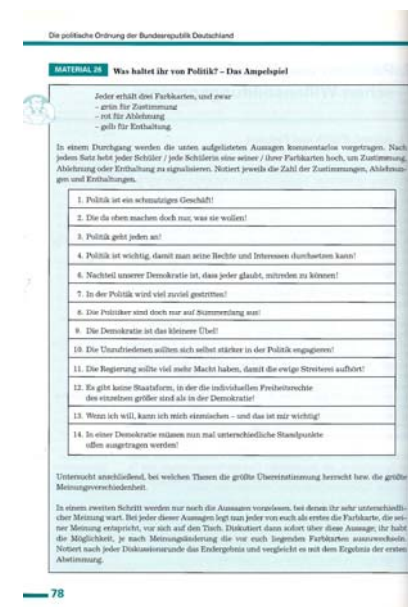 Die politische Ordnung der Bundesrepublik Deutschland
MATERIAL 26 Was haltet ihr von Politik? – Das Ampelspiel
Jeder erhält drei Farbkarten, und zwar
– grün für Zustimmung
– rot für Ablehnung
– gelb für Enthaltung.
In einem Durchgang werden die unten aufgelisteten Aussagen kommentarlos vorgetragen. Nach
jedem Satz hebt jeder Schüler / jede Schülerin eine seiner / ihrer Farbkarten hoch, um Zustimmung,
Ablehnung oder Enthaltung zu signalisieren. Notiert jeweils die Zahl der Zustimmungen, Ablehnun-
gen und Enthaltungen.
1. Politik ist ein schmutziges Geschäft!
2. Die da oben machen doch nur, was sie wollen!
3. Politik geht jeden an!
4. Politik ist wichtig, damit man seine Rechte und Interessen durchsetzen kann!
6. Nachteil unserer Demokratie ist, dass jeder glaubt, mitreden zu können!
7. In der Politik wird viel zuviel gestritten!
8. Die Politiker sind doch nur auf Stimmenfang aus!
9. Die Demokratie ist das kleinere Übel!
10. Die Unzufriedenen sollten sich selbst stärker in der Politik engagieren!
11. Die Regierung sollte viel mehr Macht haben, damit die ewige Streiterei aufhört!
12. Es gibt keine Staatsform, in der die individuellen Freiheitsrechte
des einzelnen größer sind als in der Demokratie!
13. Wenn ich will, kann ich mich einmischen – und das ist mir wichtig!
14. In einer Demokratie müssen nun mal unterschiedliche Standpunkte
offen ausgetragen werden!
Untersucht anschließend, bei welchen Thesen die größte Übereinstimmung herrscht bzw. die größte
Meinungsverschiedenheit.
In einem zweiten Schritt werden nur noch die Aussagen vorgelesen, bei denen ihr sehr unterschiedli-
cher Meinung wart. Bei jeder dieser Aussagen legt nun jeder von euch als erstes die Farbkarte, die sei-
ner Meinung entspricht, vor sich auf den Tisch. Diskutiert dann sofort über diese Aussage; ihr habt
die Möglichkeit, je nach Meinungsänderung die vor euch liegenden Farbkarten auszuwechseln.
Notiert nach jeder Diskussionsrunde das Endergebnis und vergleicht es mit dem Ergebnis der ersten
Abstimmung.
78